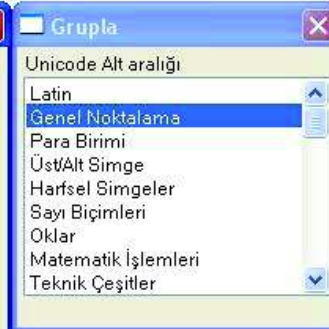 Grupla
Unicode Alt aralığı
Latin
Genel Noktalama
Para Birimi
Üst/Alt Simge
Harfsel Simgeler
Sayı Biçimleri
Oklar
Matematik İşlemleri
Teknik Çeşitler